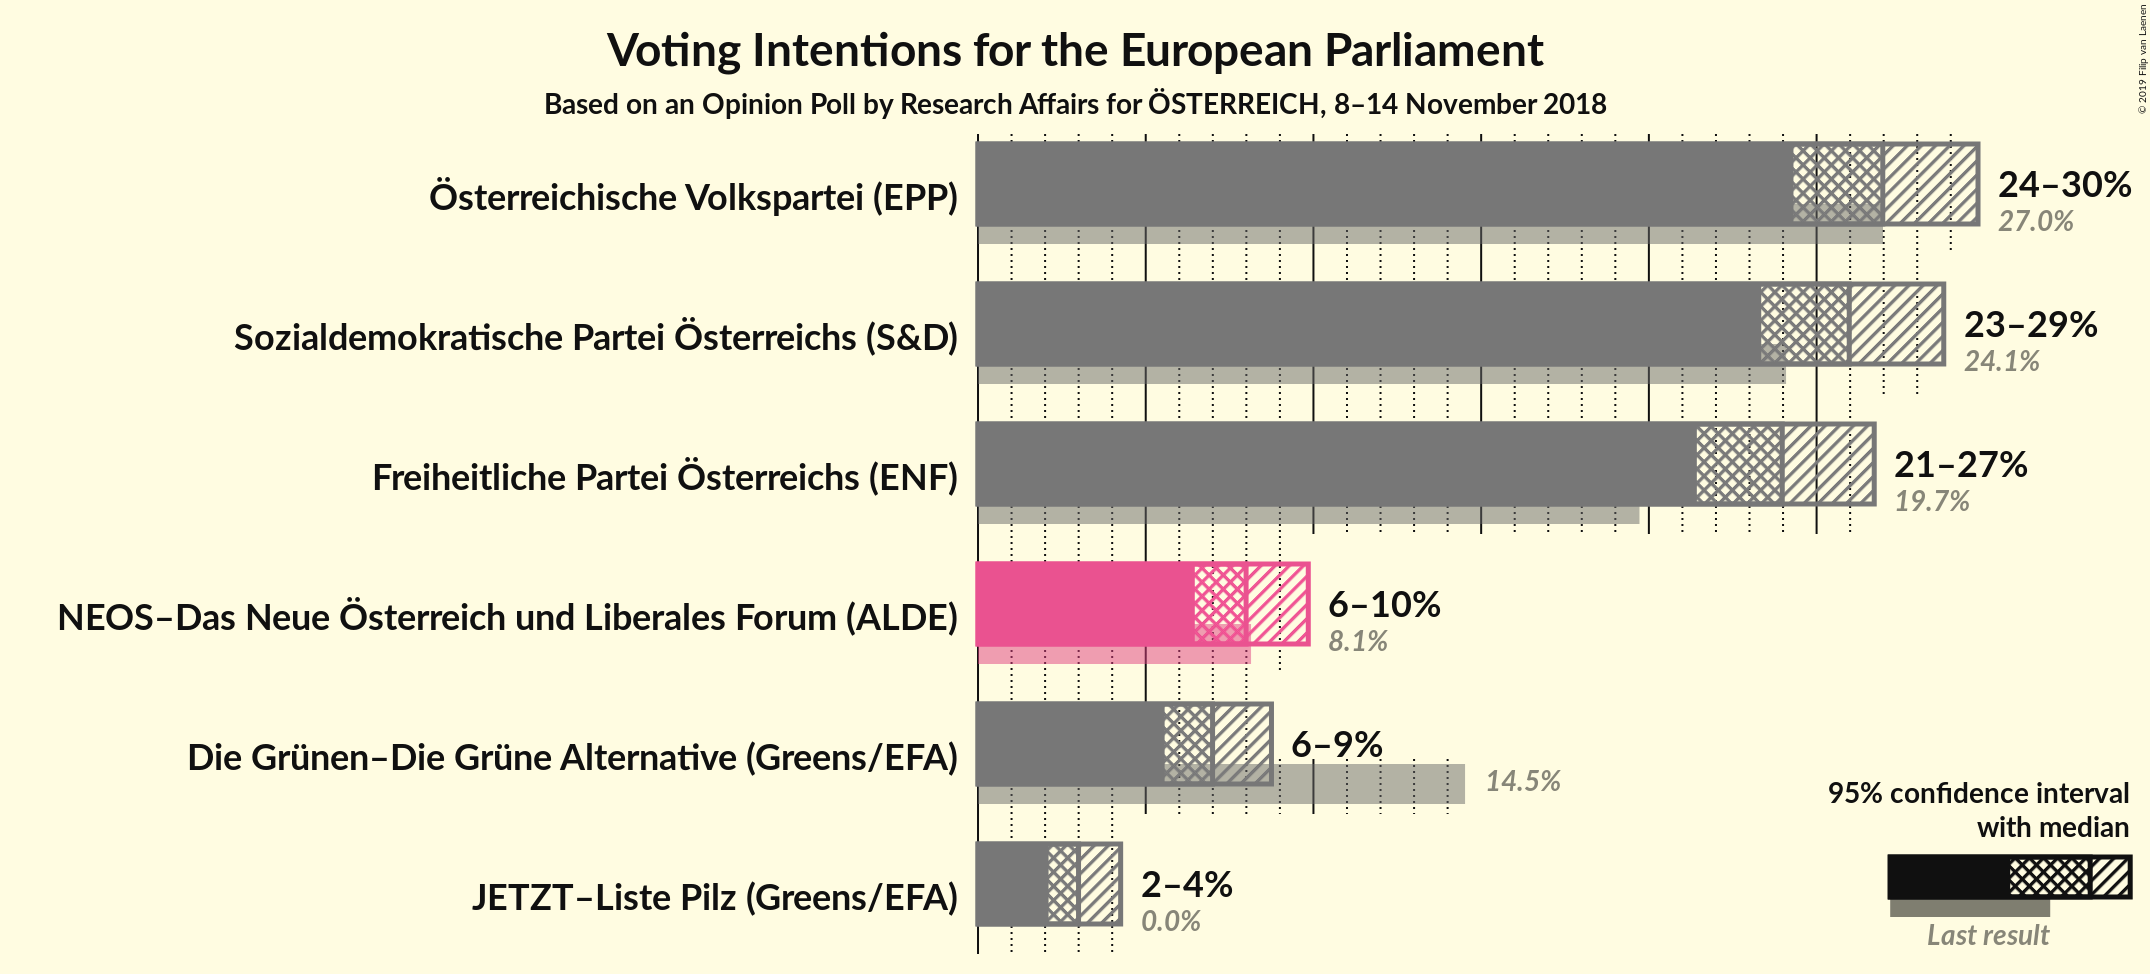 Voting Intentions for the European Parliament
Based on an Opinion Poll by Research Affairs for ÖSTERREICH, 8–14 November 2018
© 2019 Filip van Laenen
Österreichische Volkspartei (EPP)
24–30%
27.0%
Sozialdemokratische Partei Österreichs (S&D)
23–29%
24.1%
Freiheitliche Partei Österreichs (ENF)
21–27%
19.7%
NEOS–Das Neue Österreich und Liberales Forum (ALDE)
6–10%
8.1%
Die Grünen–Die Grüne Alternative (Greens/EFA)
6–9%
14.5%
JETZT–Liste Pilz (Greens/EFA)
2–4%
0.0%
95% confidence interval
with median
Last result